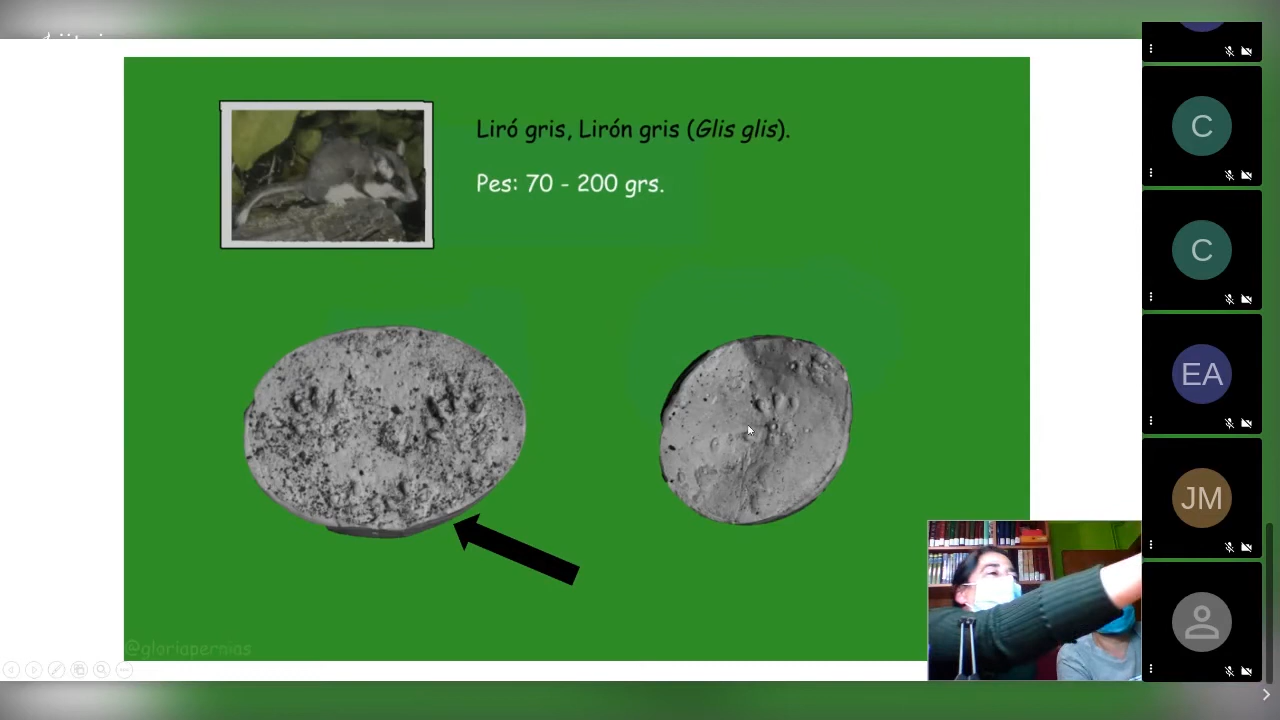 Liró gris, Lirón gris (Glis glis).
Pes: 70 - 200 grs.
@gloriapernias
C
C
EA
JM